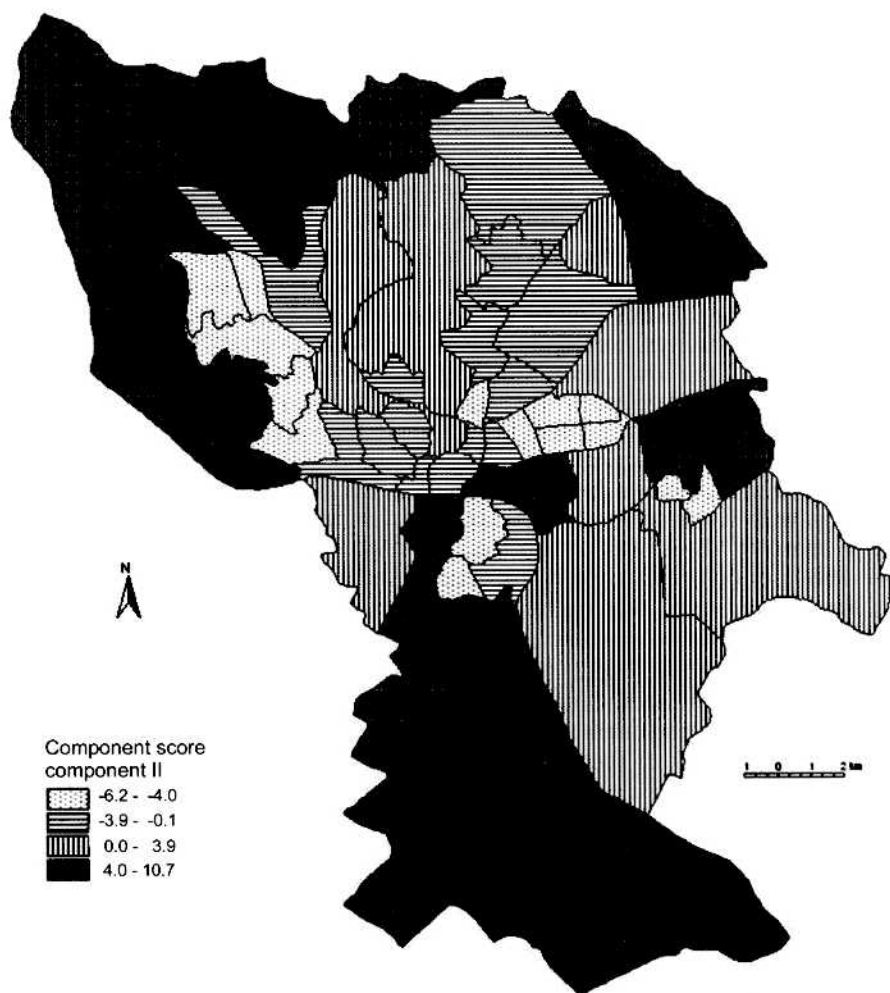 N
Component score
component II
-6.2 - -4.0
-3.9 - -0.1
0.0 - 3.9
4.0 - 10.7
1 0 1 2 km